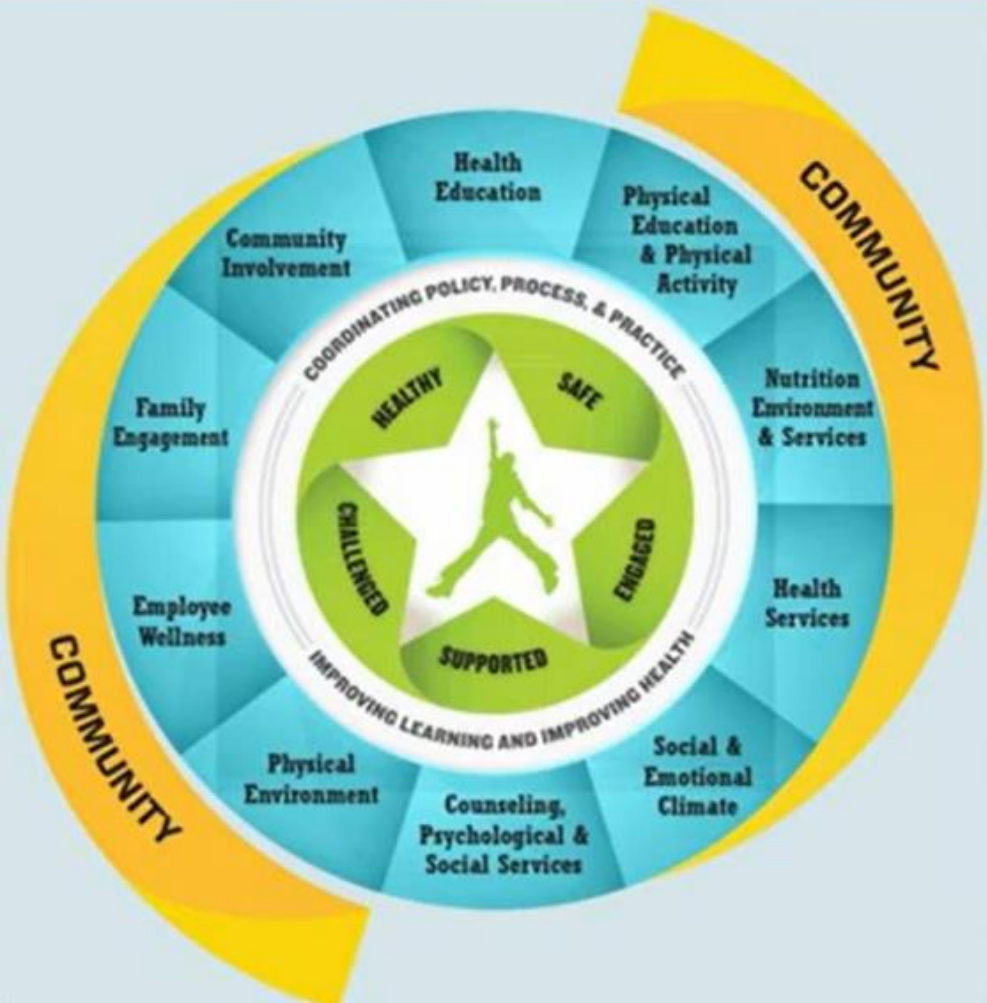 COMMUNITY
Health
Education
Physical
Education
& Physical
Activity
Nutrition
Environment
& Services
Health
Services
Social &
Emotional
Climate
Counseling,
Psychological &
Social Services
Physical
Environment
Employee
Wellness
Family
Engagement
Community
Involvement
COORDINATING POLICY, PROCESS, & PRACTICE
IMPROVING LEARNING AND IMPROVING HEALTH
HEALTHY
SAFE
ENGAGED
SUPPORTED
CHALLENGED
COMMUNITY